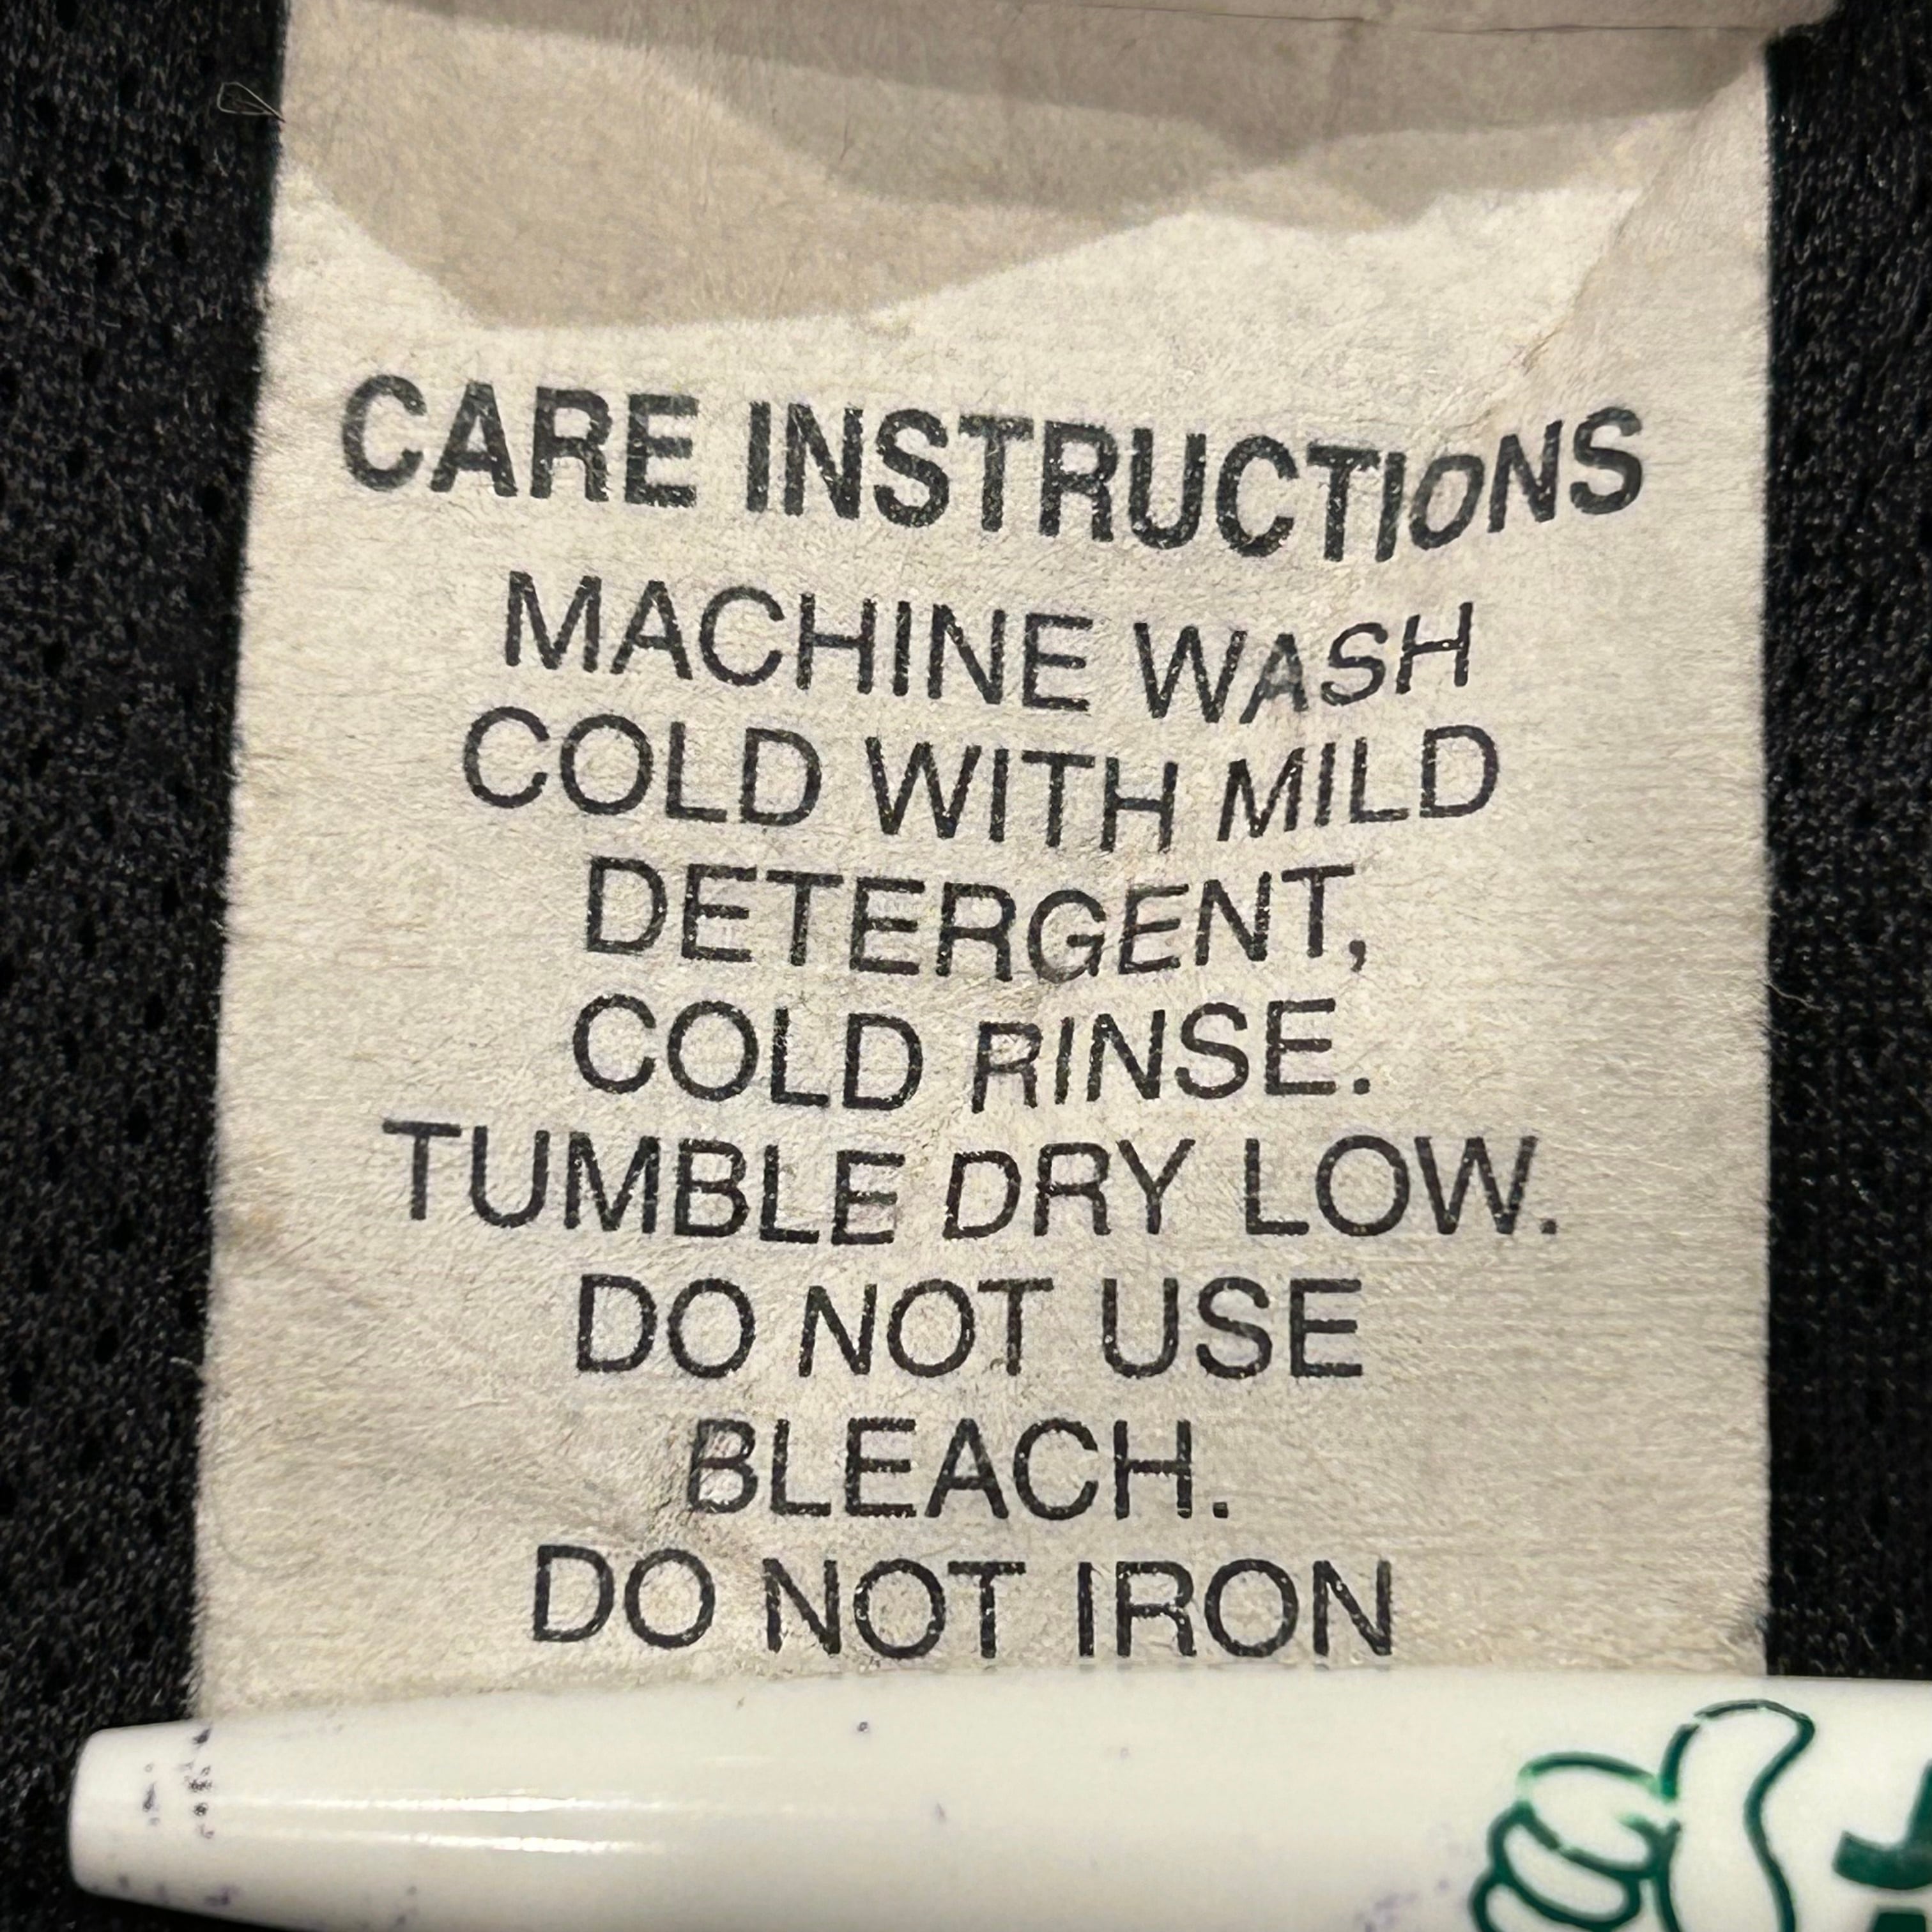 CARE INSTRUCTIONS
MACHINE WASH
COLD WITH MILD
DETERGENT,
COLD RINSE.
TUMBLE DRY LOW.
DO NOT USE
BLEACH.
DO NOT IRON